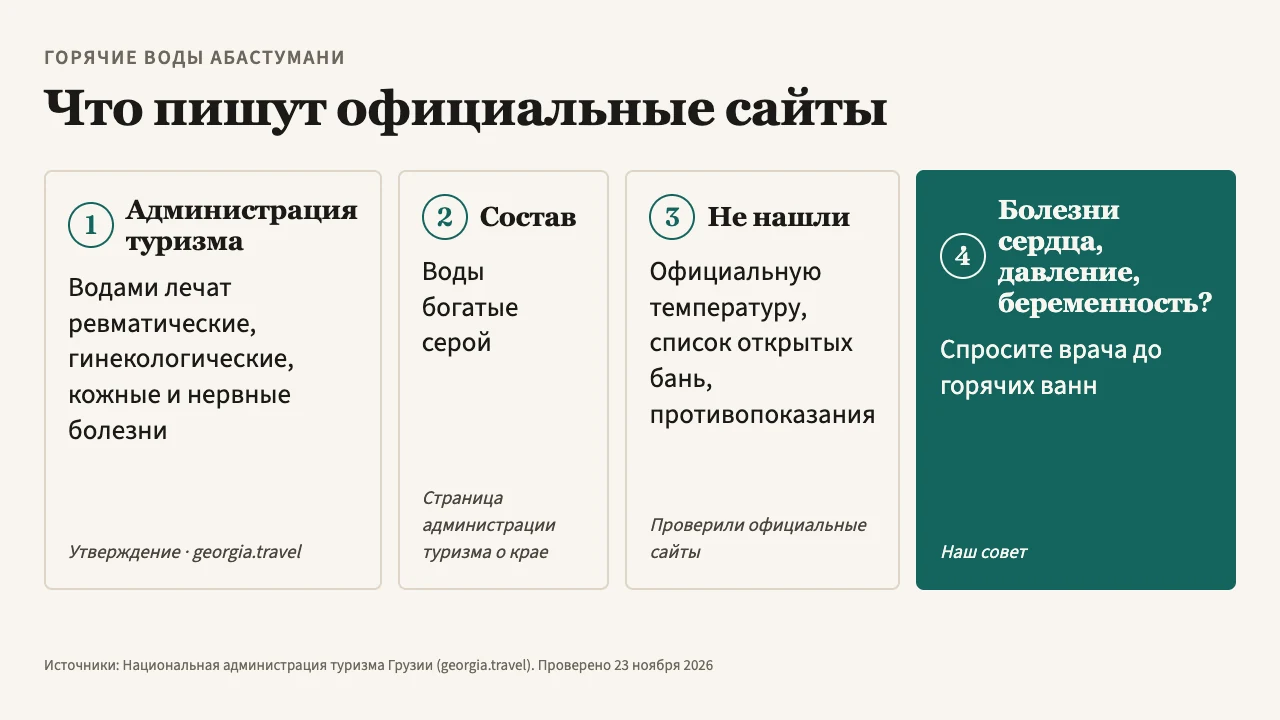 ГОРЯЧИЕ ВОДЫ АБАСТУМАНИ
Что пишут официальные сайты
1
Администрация
туризма
Водами лечат
ревматические,
гинекологические,
кожные и нервные
болезни
Утверждение · georgia.travel
2
Состав
Воды
богатые
серой
Страница
администрации
туризма о крае
3
Не нашли
Официальную
температуру,
список открытых
бань,
противопоказания
Проверили официальные
сайты
4
Болезни
сердца,
давление,
беременность?
Спросите врача до
горячих ванн
Наш совет
Источники: Национальная администрация туризма Грузии (georgia.travel). Проверено 23 ноября 2026